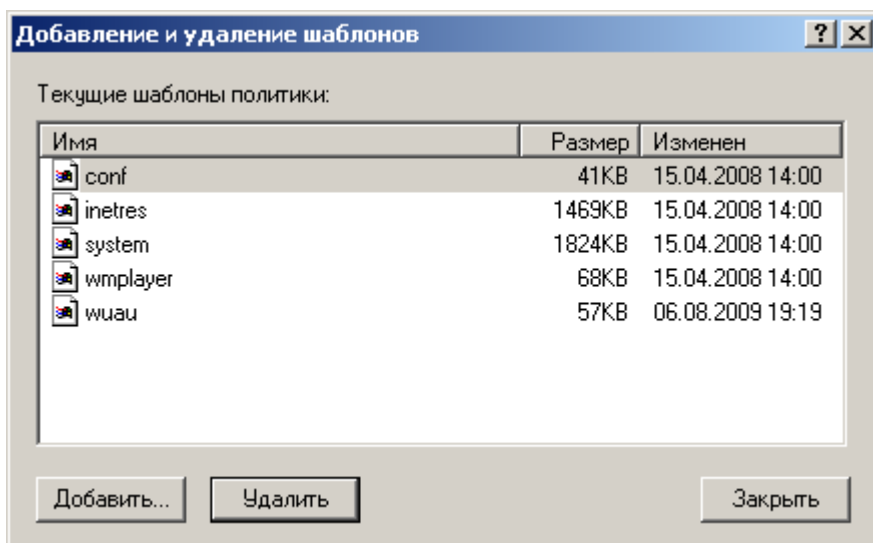 Добавление и удаление шаблонов
Текущие шаблоны политики:
Имя Размер Изменен
conf 41KB 15.04.2008 14:00
inetres 1469KB 15.04.2008 14:00
system 1824KB 15.04.2008 14:00
wmplayer 68KB 15.04.2008 14:00
wuau 57KB 06.08.2009 19:19
Добавить... Удалить Закрыть